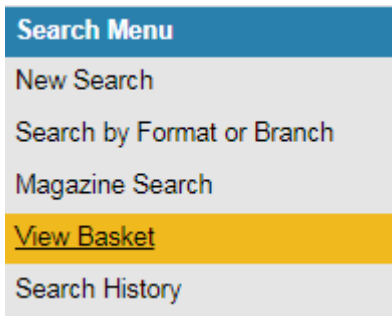 Search Menu
New Search
Search by Format or Branch
Magazine Search
View Basket
Search History